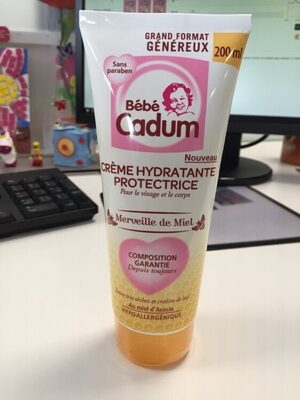 GRAND FORMAT
GÉNÉREUX
200 ml
Sans
paraben
Bébé
Cadum
Nouveau
CRÈME HYDRATANTE
PROTECTRICE
Pour le visage et le corps
Merveille de Miel
COMPOSITION
GARANTIE
Depuis toujours
Au miel d'Acacia
HYPOALLERGÉNIQUE